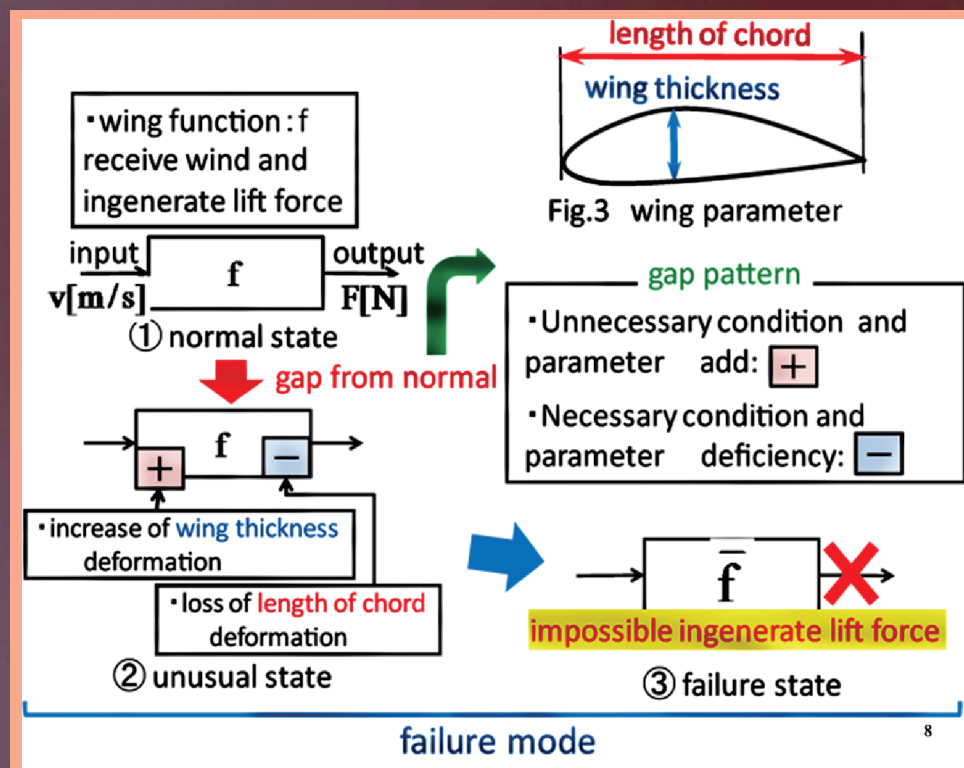 length of chord
wing thickness
Fig.3 wing parameter
・wing function : f
receive wind and
ingenerate lift force
input
f
output
v[m/s]
F[N]
① normal state
gap from normal
gap pattern
・Unnecessary condition and
parameter add: +
・Necessary condition and
parameter deficiency: −
f
+
−
・increase of wing thickness
deformation
・loss of length of chord
deformation
② unusual state
f̅
impossible ingenerate lift force
③ failure state
failure mode
8